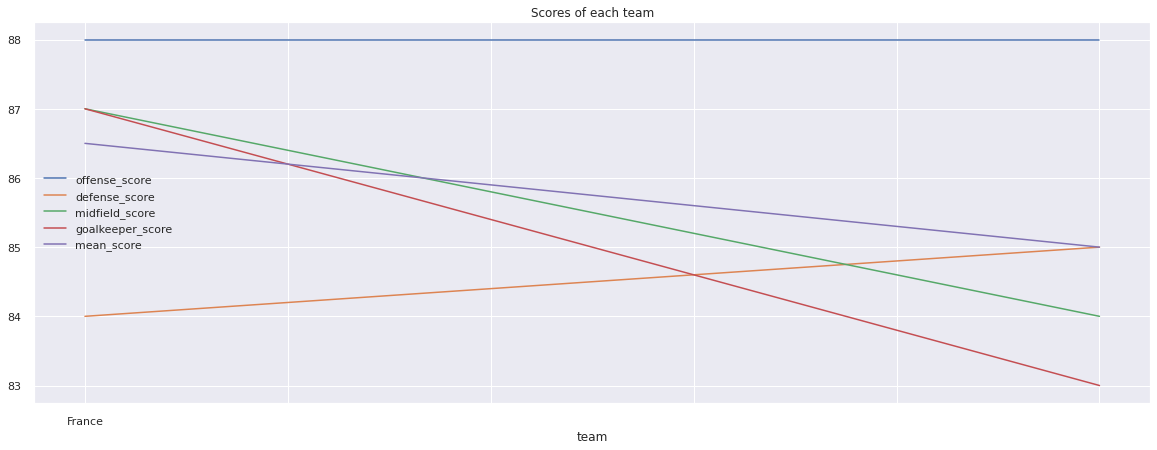 Scores of each team
88
87
86
85
84
83
offense_score
defense_score
midfield_score
goalkeeper_score
mean_score
France
team